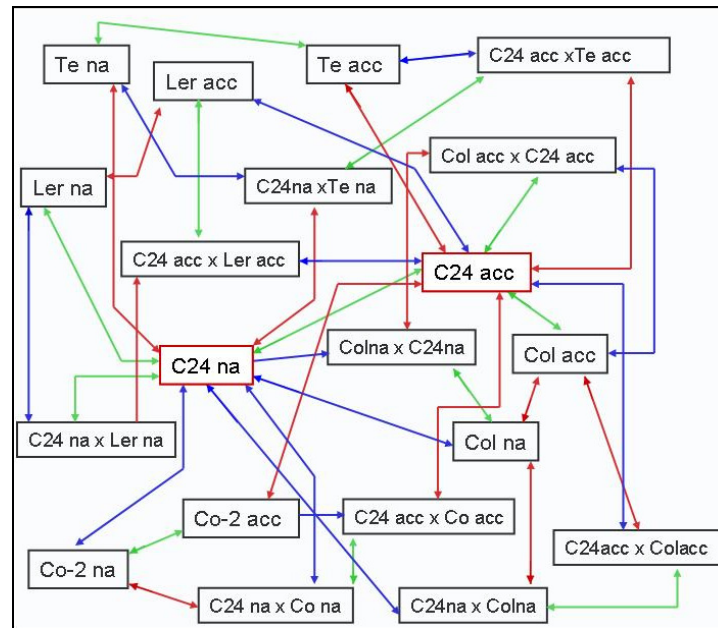 Te na
Te acc
C24 acc xTe acc
Ler acc
Col acc x C24 acc
Ler na
C24na xTe na
C24 acc x Ler acc
C24 acc
C24 na
Colna x C24na
Col acc
C24 na x Ler na
Col na
Co-2 acc
C24 acc x Co acc
C24acc x Colacc
Co-2 na
C24 na x Co na
C24na x Colna